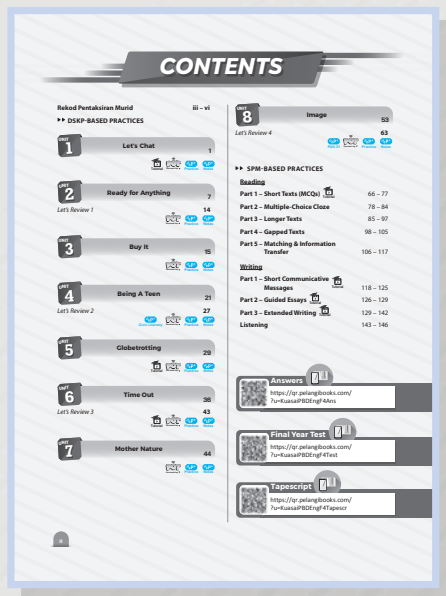 CONTENTS
Rekod Pentaksiran Murid iii – vi
DSKP-BASED PRACTICES
UNIT 1 Let's Chat 1
UNIT 2 Ready for Anything 7
Let's Review 1 14
UNIT 3 Buy It 15
UNIT 4 Being A Teen 21
Let's Review 2 27
UNIT 5 Globetrotting 29
UNIT 6 Time Out 36
Let's Review 3 43
UNIT 7 Mother Nature 44
ii
UNIT 8 Image 53
Let's Review 4 63
SPM-BASED PRACTICES
Reading
Part 1 – Short Texts (MCQs) 66 – 77
Part 2 – Multiple-Choice Cloze 78 – 84
Part 3 – Longer Texts 85 – 97
Part 4 – Gapped Texts 98 – 105
Part 5 – Matching & Information
Transfer 106 – 117
Writing
Part 1 – Short Communicative
Messages 118 – 125
Part 2 – Guided Essays 126 – 129
Part 3 – Extended Writing 129 – 142
Listening 143 – 146
Answers
https://qr.pelangibooks.com/
?u=KuasaiPBDEngF4Ans
Final Year Test
https://qr.pelangibooks.com/
?u=KuasaiPBDEngF4Test
Tapescript
https://qr.pelangibooks.com/
?u=KuasaiPBDEngF4Tapescr